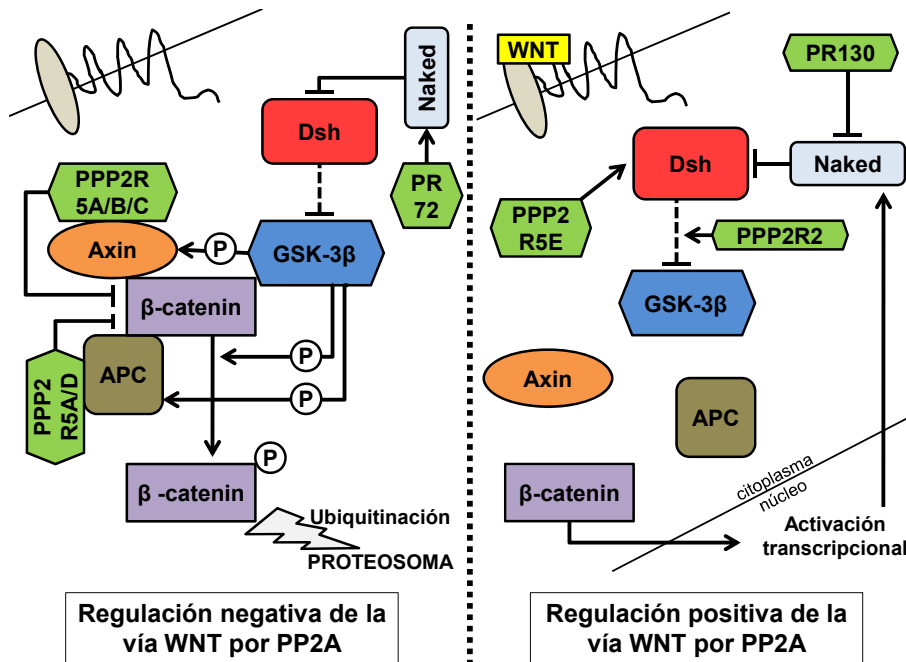 Naked
Dsh
PR
72
PPP2R
5A/B/C
Axin
P
GSK-3β
β-catenin
PPP2
R5A/D
APC
P
P
β -catenin
P
Ubiquitinación
PROTEOSOMA
Regulación negativa de la
vía WNT por PP2A
WNT
PR130
Dsh
Naked
PPP2
R5E
PPP2R2
GSK-3β
Axin
APC
β-catenin
citoplasma
núcleo
Activación
transcripcional
Regulación positiva de la
vía WNT por PP2A